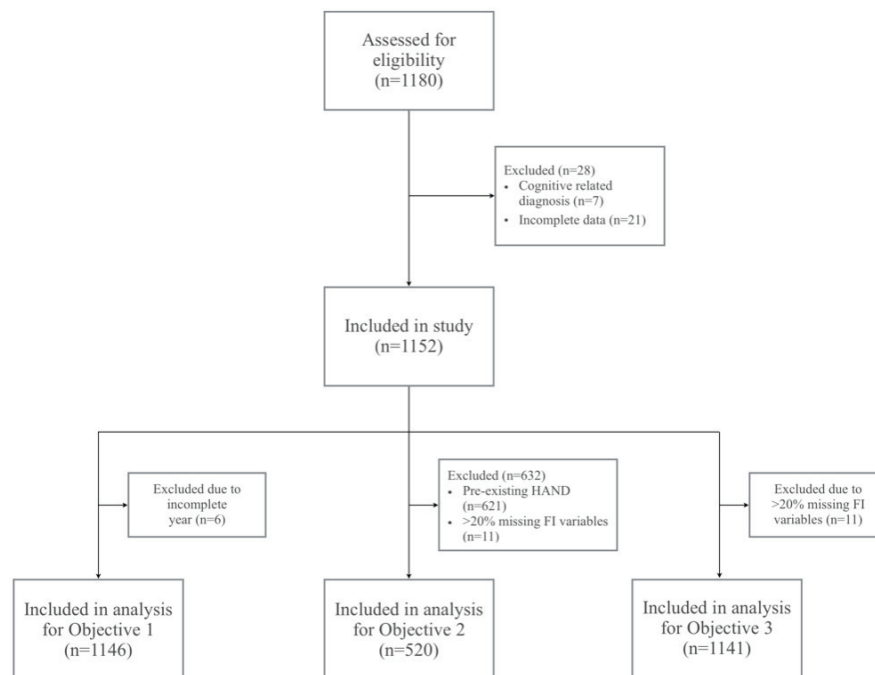 Assessed for
eligibility
(n=1180)
Excluded (n=28)
• Cognitive related
diagnosis (n=7)
• Incomplete data (n=21)
Included in study
(n=1152)
Excluded due to
incomplete
year (n=6)
Excluded (n=632)
• Pre-existing HAND
(n=621)
• >20% missing FI variables
(n=11)
Excluded due to
>20% missing FI
variables (n=11)
Included in analysis
for Objective 1
(n=1146)
Included in analysis
for Objective 2
(n=520)
Included in analysis
for Objective 3
(n=1141)